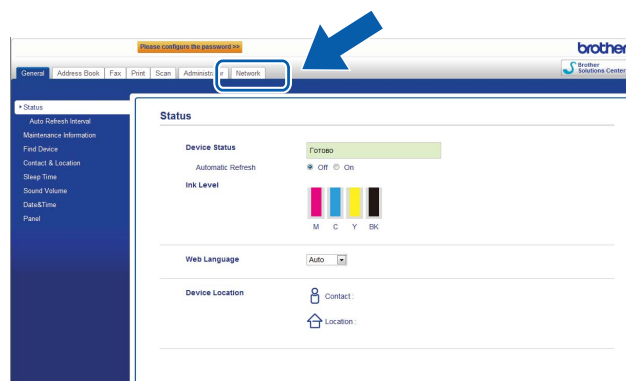 Please configure the password >>
brother
General Address Book Fax Print Scan Administrator Network
Brother
Solutions Center
Status
Auto Refresh Interval
Maintenance Information
Find Device
Contact & Location
Sleep Time
Sound Volume
Date&Time
Panel
Status
Device Status Готово
Automatic Refresh Off On
Ink Level
M C Y BK
Web Language Auto
Device Location Contact :
Location :